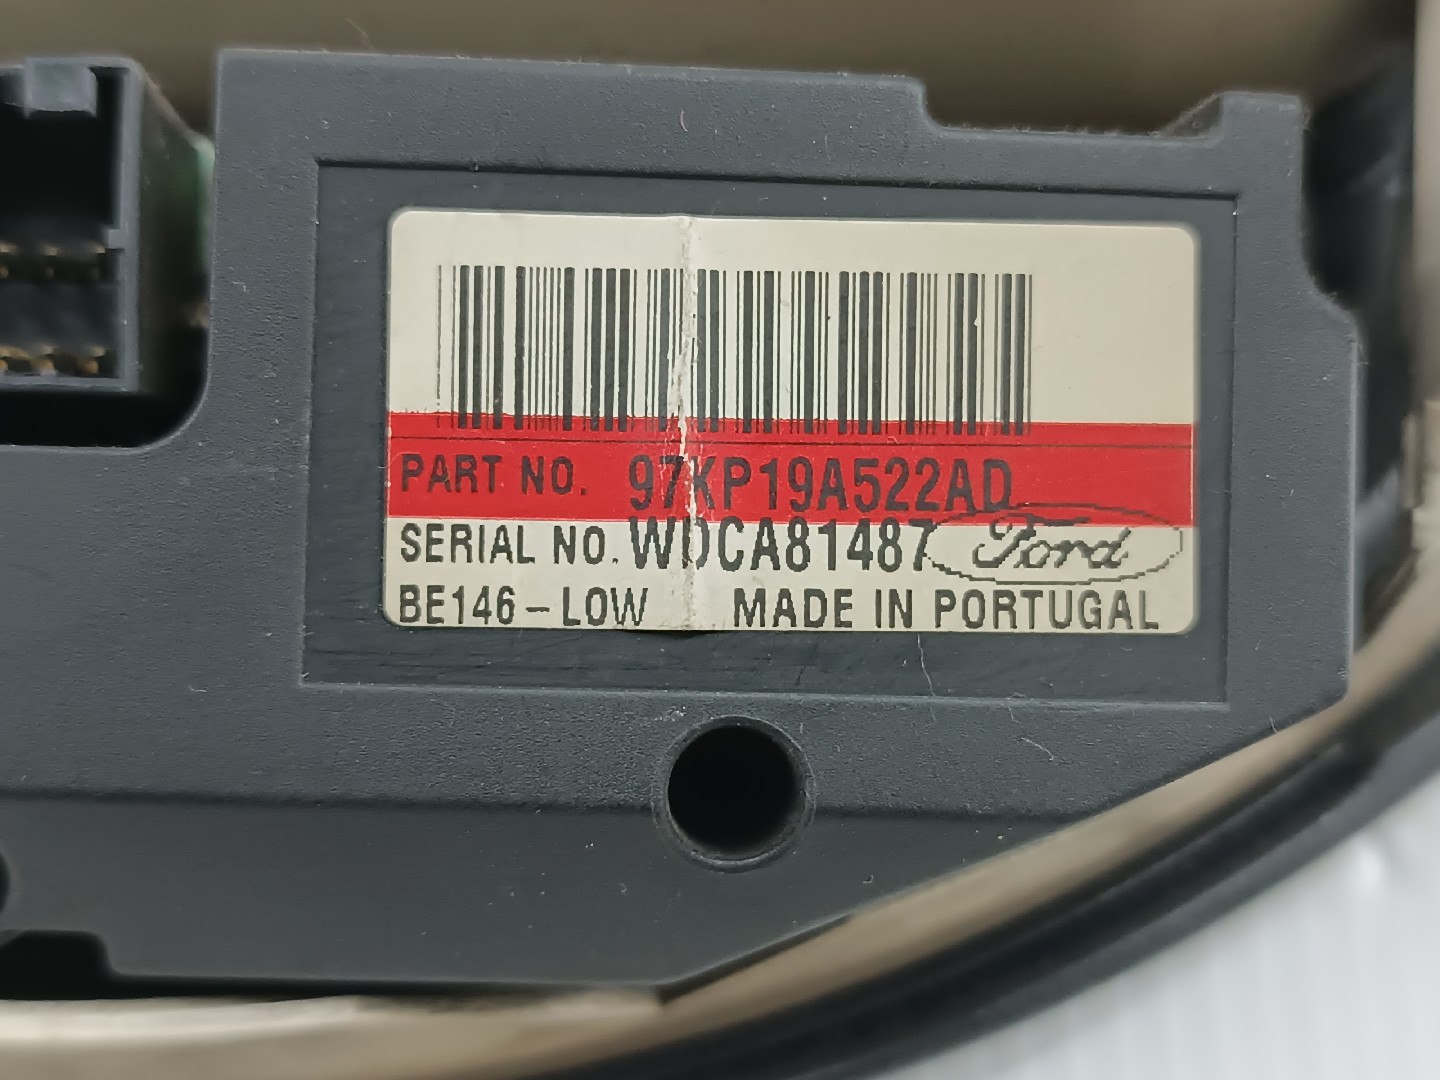 PART NO. 97KP19A522AD
SERIAL NO. WDCA81487 Ford
BE146-LOW MADE IN PORTUGAL